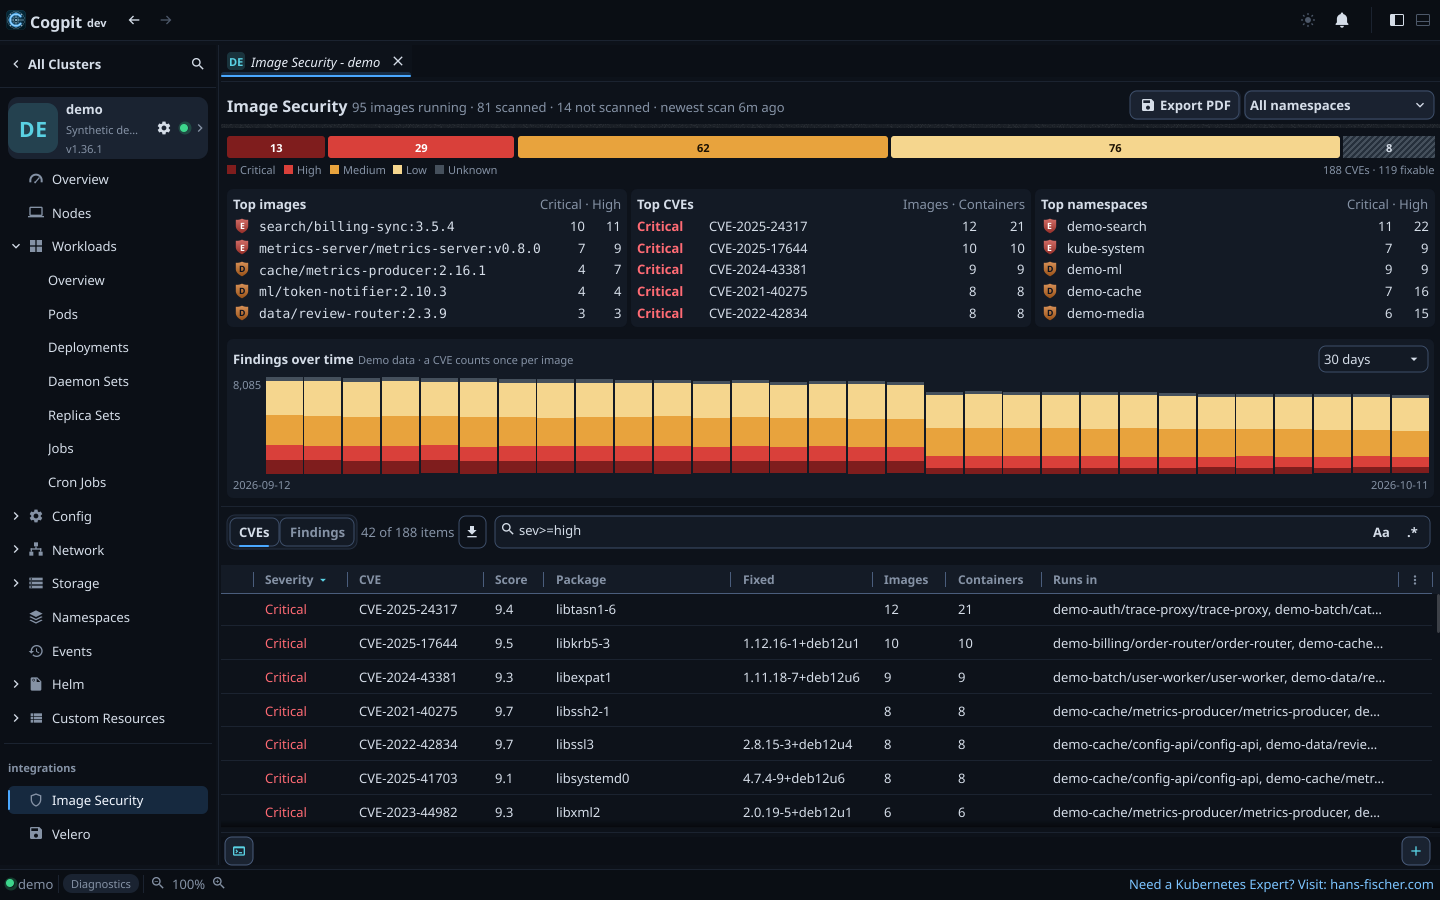 Cogpit dev
All Clusters
DE Image Security - demo
DE
demo
Synthetic de...
v1.36.1
Overview
Nodes
Workloads
Overview
Pods
Deployments
Daemon Sets
Replica Sets
Jobs
Cron Jobs
Config
Network
Storage
Namespaces
Events
Helm
Custom Resources
integrations
Image Security
Velero
Image Security 95 images running · 81 scanned · 14 not scanned · newest scan 6m ago
Export PDF
All namespaces
13 29 62 76 8
Critical High Medium Low Unknown
188 CVEs · 119 fixable
Top images Critical · High
E search/billing-sync:3.5.4 10 11
E metrics-server/metrics-server:v0.8.0 7 9
D cache/metrics-producer:2.16.1 4 7
D ml/token-notifier:2.10.3 4 4
D data/review-router:2.3.9 3 3
Top CVEs Images · Containers
Critical CVE-2025-24317 12 21
Critical CVE-2025-17644 10 10
Critical CVE-2024-43381 9 9
Critical CVE-2021-40275 8 8
Critical CVE-2022-42834 8 8
Top namespaces Critical · High
E demo-search 11 22
E kube-system 7 9
D demo-ml 9 9
D demo-cache 7 16
D demo-media 6 15
Findings over time Demo data · a CVE counts once per image
30 days
8,085
2026-09-12
2026-10-11
CVEs Findings 42 of 188 items
sev>=high
Aa .*
Severity CVE Score Package Fixed Images Containers Runs in
Critical CVE-2025-24317 9.4 libtasn1-6 12 21 demo-auth/trace-proxy/trace-proxy, demo-batch/cat...
Critical CVE-2025-17644 9.5 libkrb5-3 1.12.16-1+deb12u1 10 10 demo-billing/order-router/order-router, demo-cache...
Critical CVE-2024-43381 9.3 libexpat1 1.11.18-7+deb12u6 9 9 demo-batch/user-worker/user-worker, demo-data/re...
Critical CVE-2021-40275 9.7 libssh2-1 8 8 demo-cache/metrics-producer/metrics-producer, de...
Critical CVE-2022-42834 9.7 libssl3 2.8.15-3+deb12u4 8 8 demo-cache/config-api/config-api, demo-data/revie...
Critical CVE-2025-41703 9.1 libsystemd0 4.7.4-9+deb12u6 8 8 demo-cache/config-api/config-api, demo-cache/metr...
Critical CVE-2023-44982 9.3 libxml2 2.0.19-5+deb12u1 6 6 demo-cache/metrics-producer/metrics-producer, de...
demo
Diagnostics
100%
Need a Kubernetes Expert? Visit: hans-fischer.com